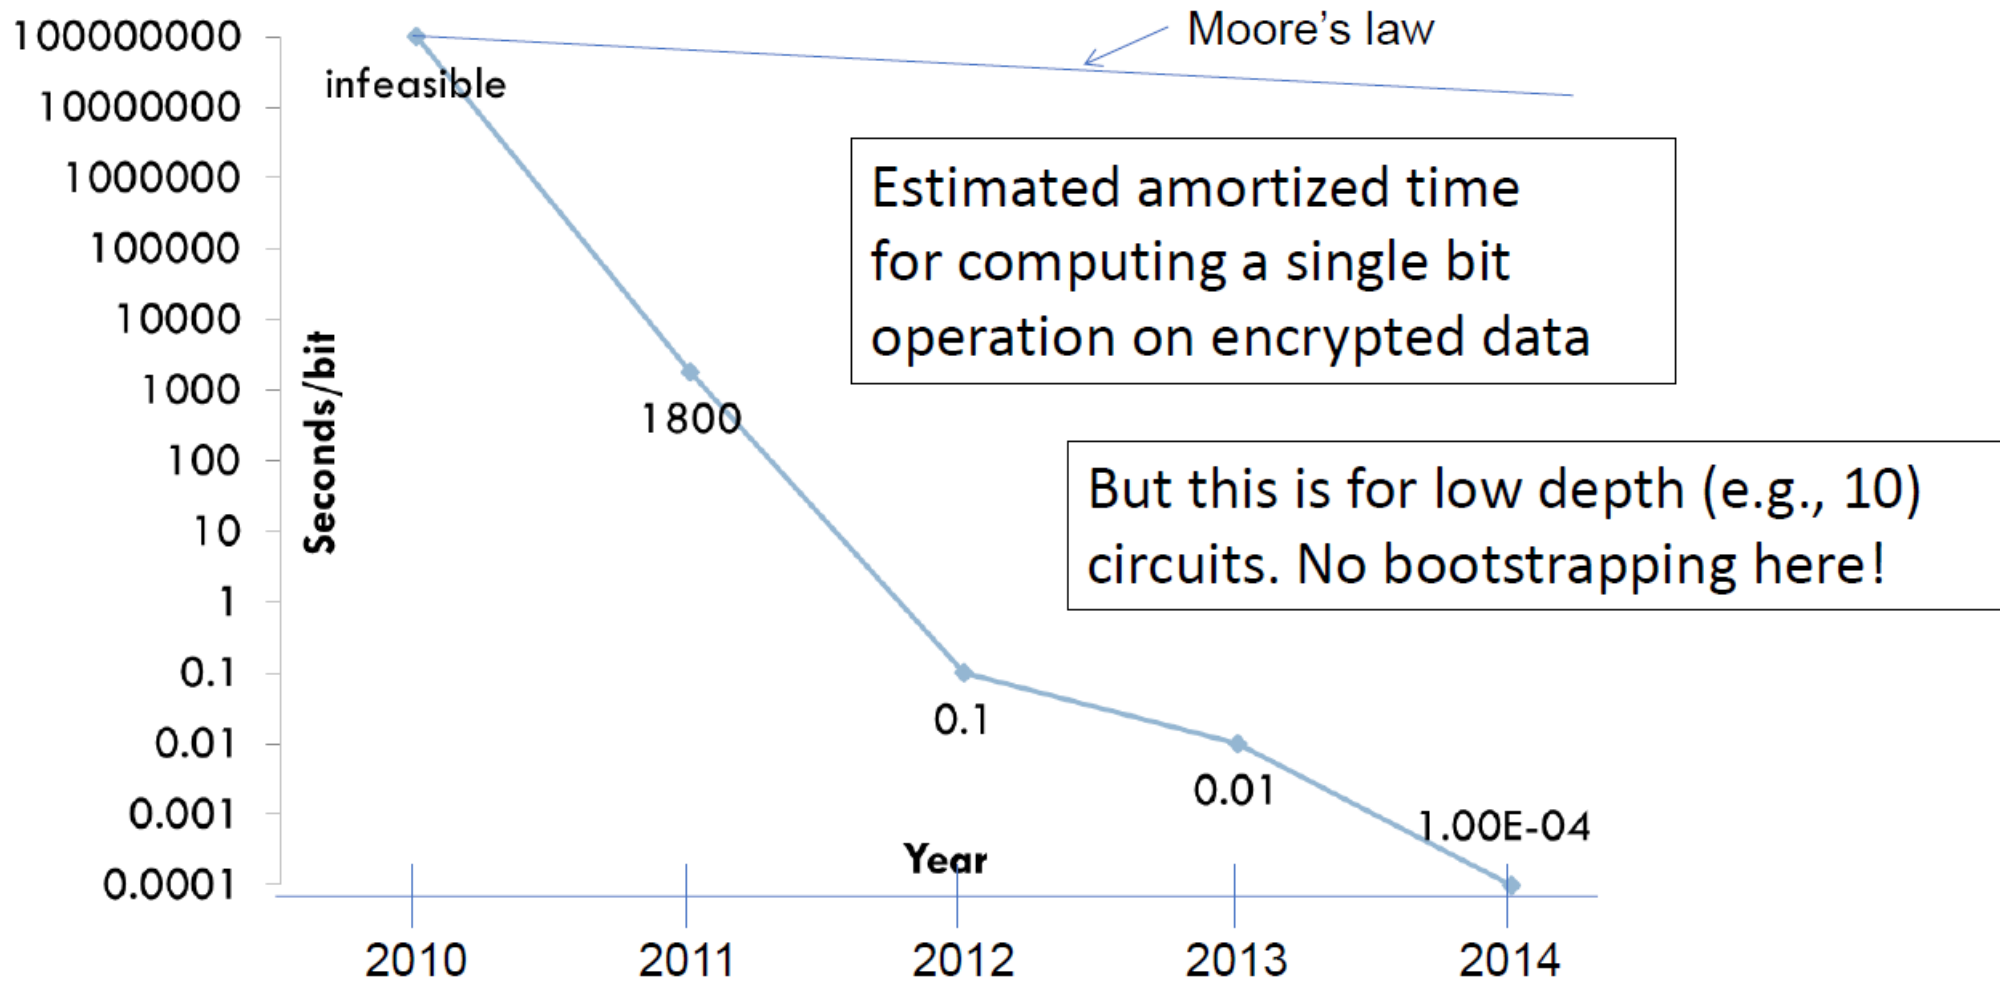 Moore's law
100000000
10000000
1000000
100000
10000
1000
100
10
1
0.1
0.01
0.001
0.0001
Seconds/bit
infeasible
1800
0.1
0.01
1.00E-04
Estimated amortized time
for computing a single bit
operation on encrypted data
But this is for low depth (e.g., 10)
circuits. No bootstrapping here!
Year
2010
2011
2012
2013
2014